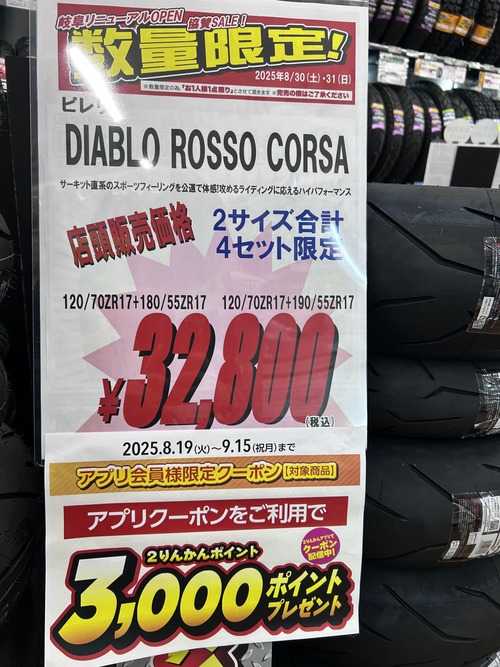 岐阜リニューアルOPEN 協賛SALE!
数量限定!
2025年8/30(土)・31(日)
※数量限定の為、『お1人様1点限り』とさせて頂きます ※完売の際はご了承ください
ピレ
DIABLO ROSSO CORSA
サーキット直系のスポーツフィーリングを公道で体感!攻めるライディングに応えるハイパフォーマンス
店頭販売価格
2サイズ合計
4セット限定
120/70ZR17+180/55ZR17 120/70ZR17+190/55ZR17
¥32,800
(税込)
2025.8.19(火)〜9.15(祝月)まで
アプリ会員様限定クーポン【対象商品】
アプリクーポンをご利用で
2りんかんアプリで
クーポン
配信中!
2りんかんポイント
3,000ポイント
プレゼント